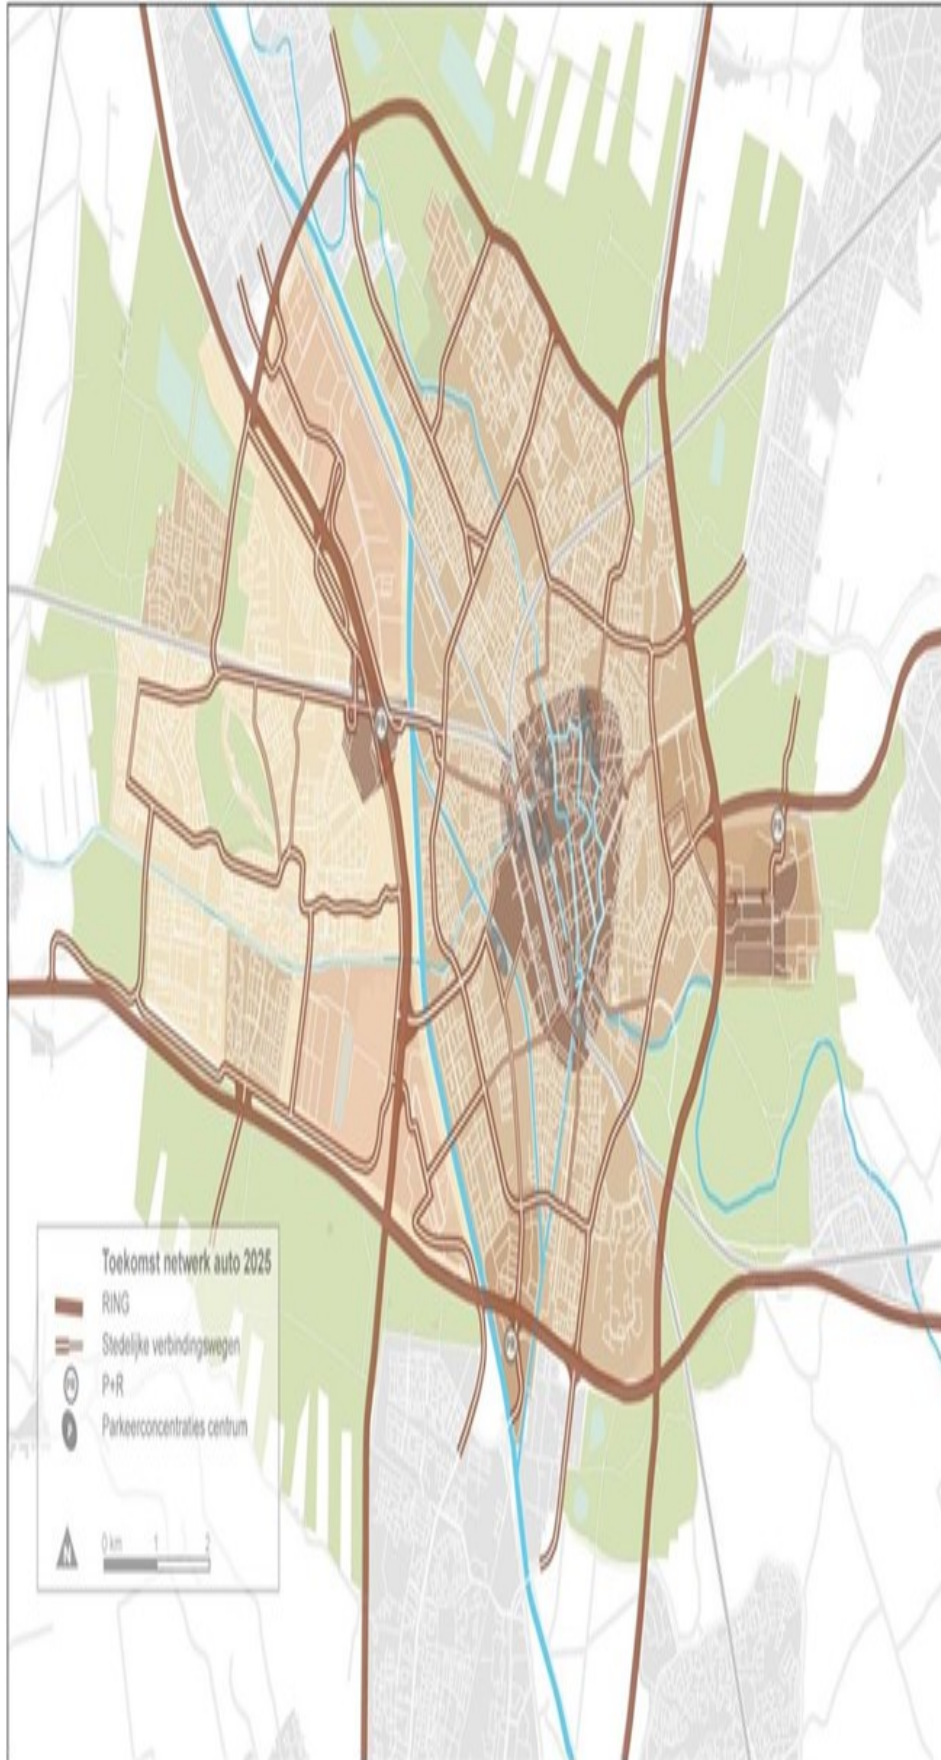 Toekomst netwerk auto 2025
RING
Stedelijke verbindingswegen
P+R
Parkeerconcentraties centrum
N
0 km 1 2